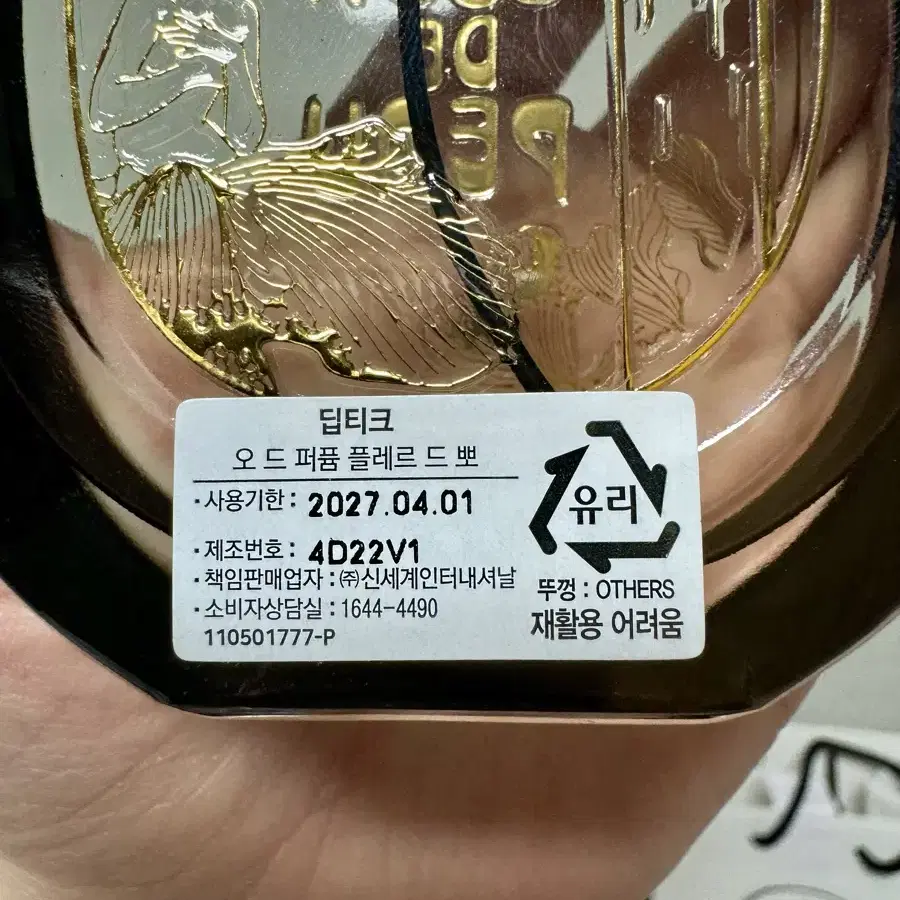 DE
PEAU
딥티크
오 드 퍼퓸 플레르 드 뽀
·사용기한 : 2027.04.01
·제조번호 : 4D22V1
·책임판매업자 : ㈜신세계인터내셔날
·소비자상담실 : 1644-4490
110501777-P
유리
뚜껑 : OTHERS
재활용 어려움